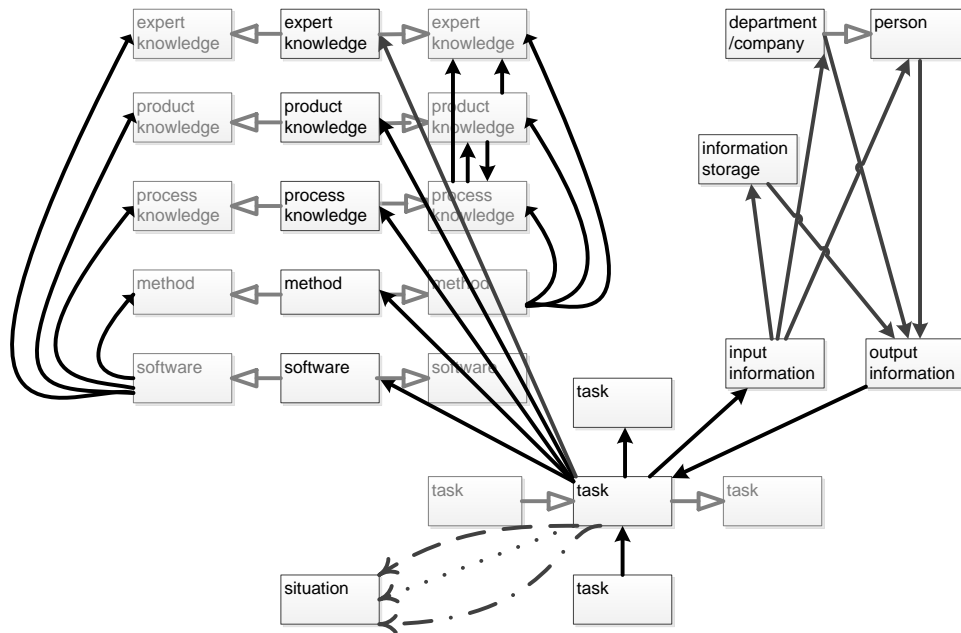 expert
knowledge
expert
knowledge
expert
knowledge
department
/company
person
product
knowledge
product
knowledge
product
knowledge
information
storage
process
knowledge
process
knowledge
process
knowledge
method
method
method
software
software
software
input
information
output
information
task
task
task
task
situation
task